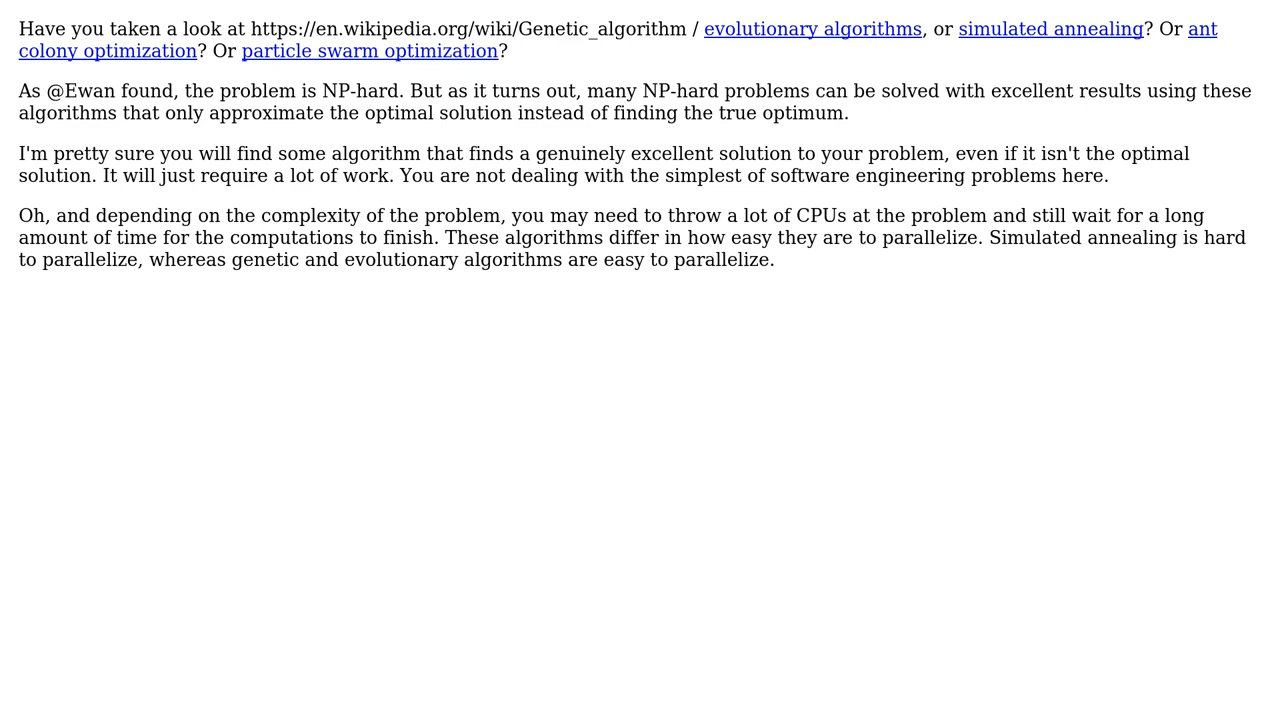 Have you taken a look at https://en.wikipedia.org/wiki/Genetic_algorithm / evolutionary algorithms, or simulated annealing? Or ant
colony optimization? Or particle swarm optimization?
As @Ewan found, the problem is NP-hard. But as it turns out, many NP-hard problems can be solved with excellent results using these
algorithms that only approximate the optimal solution instead of finding the true optimum.
I'm pretty sure you will find some algorithm that finds a genuinely excellent solution to your problem, even if it isn't the optimal
solution. It will just require a lot of work. You are not dealing with the simplest of software engineering problems here.
Oh, and depending on the complexity of the problem, you may need to throw a lot of CPUs at the problem and still wait for a long
amount of time for the computations to finish. These algorithms differ in how easy they are to parallelize. Simulated annealing is hard
to parallelize, whereas genetic and evolutionary algorithms are easy to parallelize.